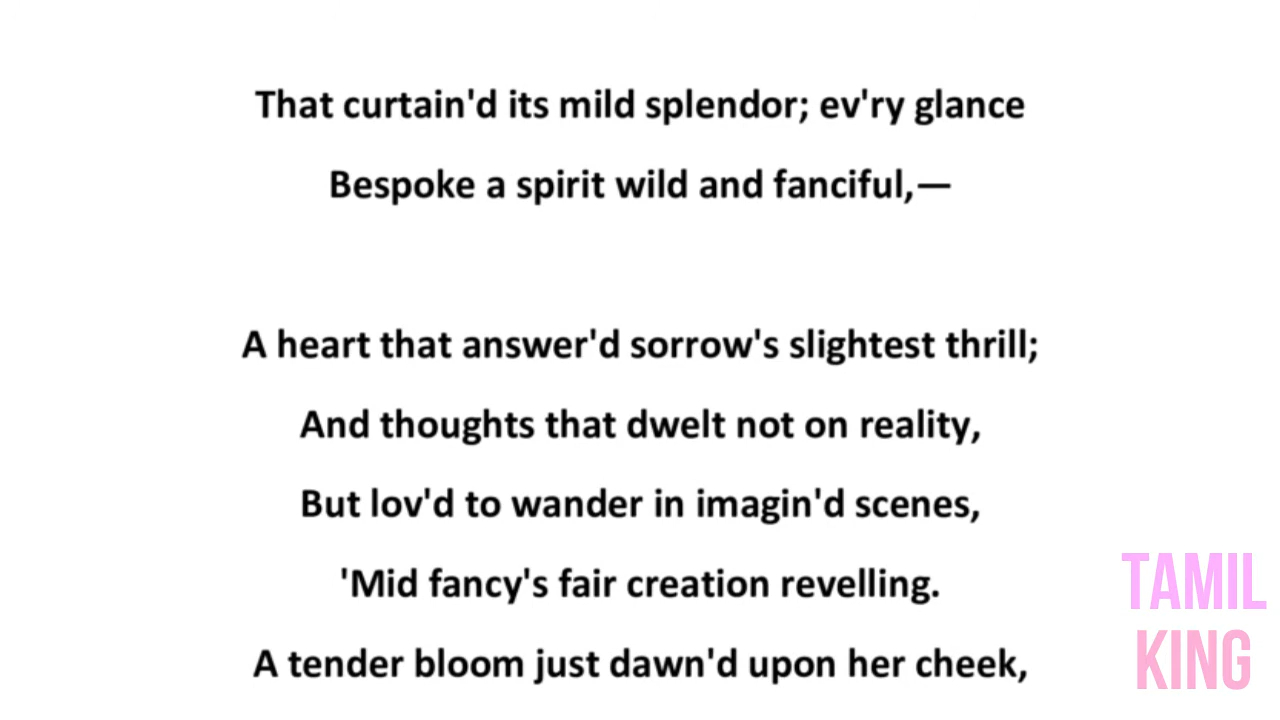 That curtain'd its mild splendor; ev'ry glance
Bespoke a spirit wild and fanciful,—
A heart that answer'd sorrow's slightest thrill;
And thoughts that dwelt not on reality,
But lov'd to wander in imagin'd scenes,
'Mid fancy's fair creation revelling.
A tender bloom just dawn'd upon her cheek,
TAMIL
KING